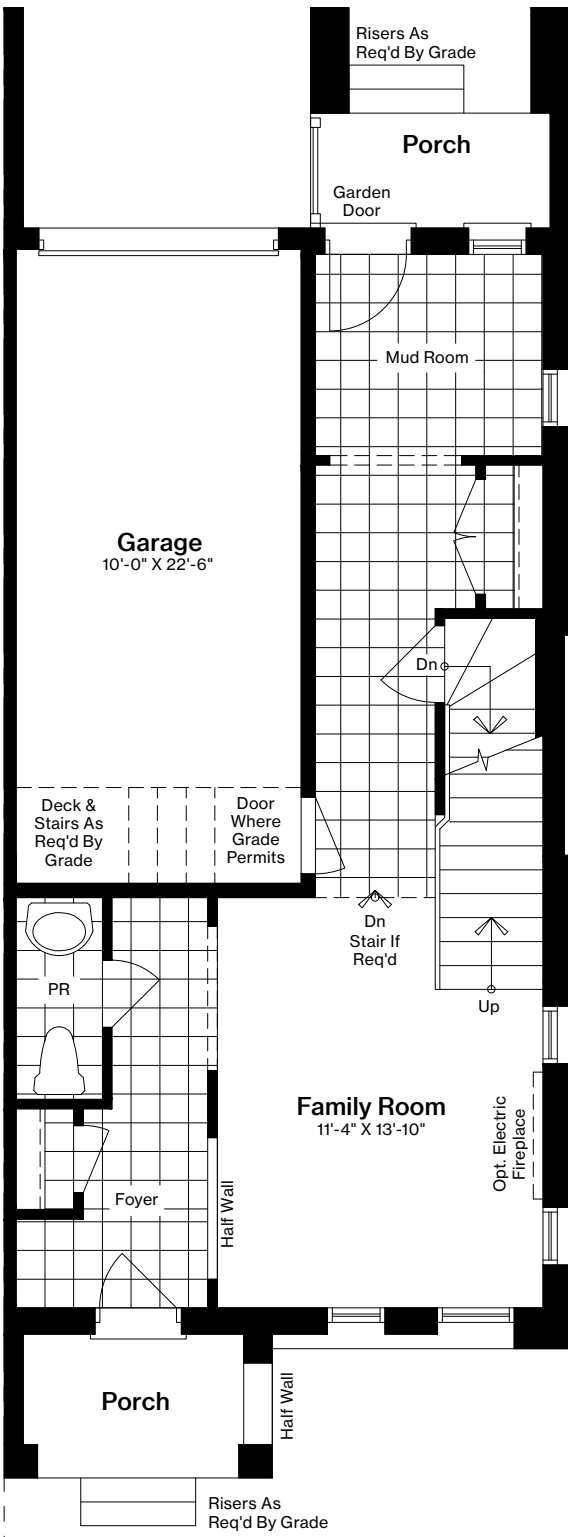 Risers As
Req'd By Grade
Porch
Garden
Door
Mud Room
Garage
10'-0" X 22'-6"
Dn
Deck &
Stairs As
Req'd By
Grade
Door
Where
Grade
Permits
Dn
Stair If
Req'd
PR
Up
Family Room
11'-4" X 13'-10"
Opt. Electric
Fireplace
Foyer
Half Wall
Porch
Half Wall
Risers As
Req'd By Grade